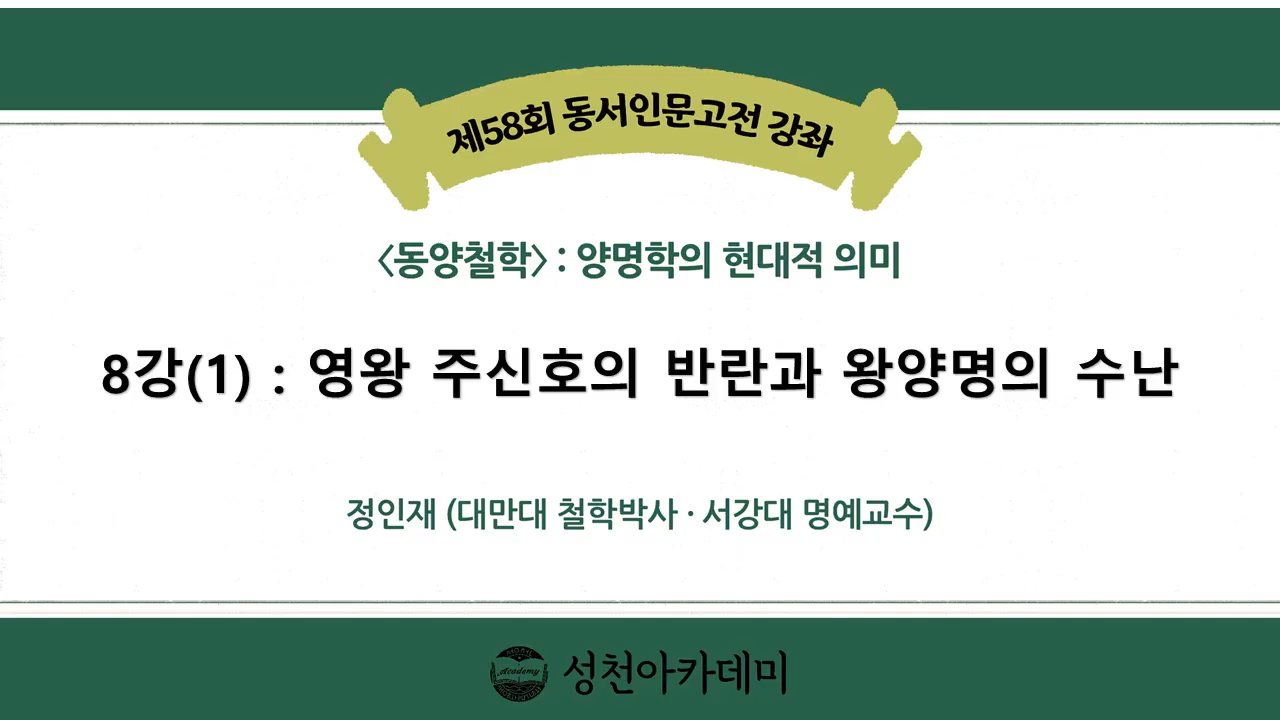 제58회 동서인문고전 강좌
<동양철학> : 양명학의 현대적 의미
8강(1) : 영왕 주신호의 반란과 왕양명의 수난
정인재 (대만대 철학박사 · 서강대 명예교수)
Academy
성천아카데미